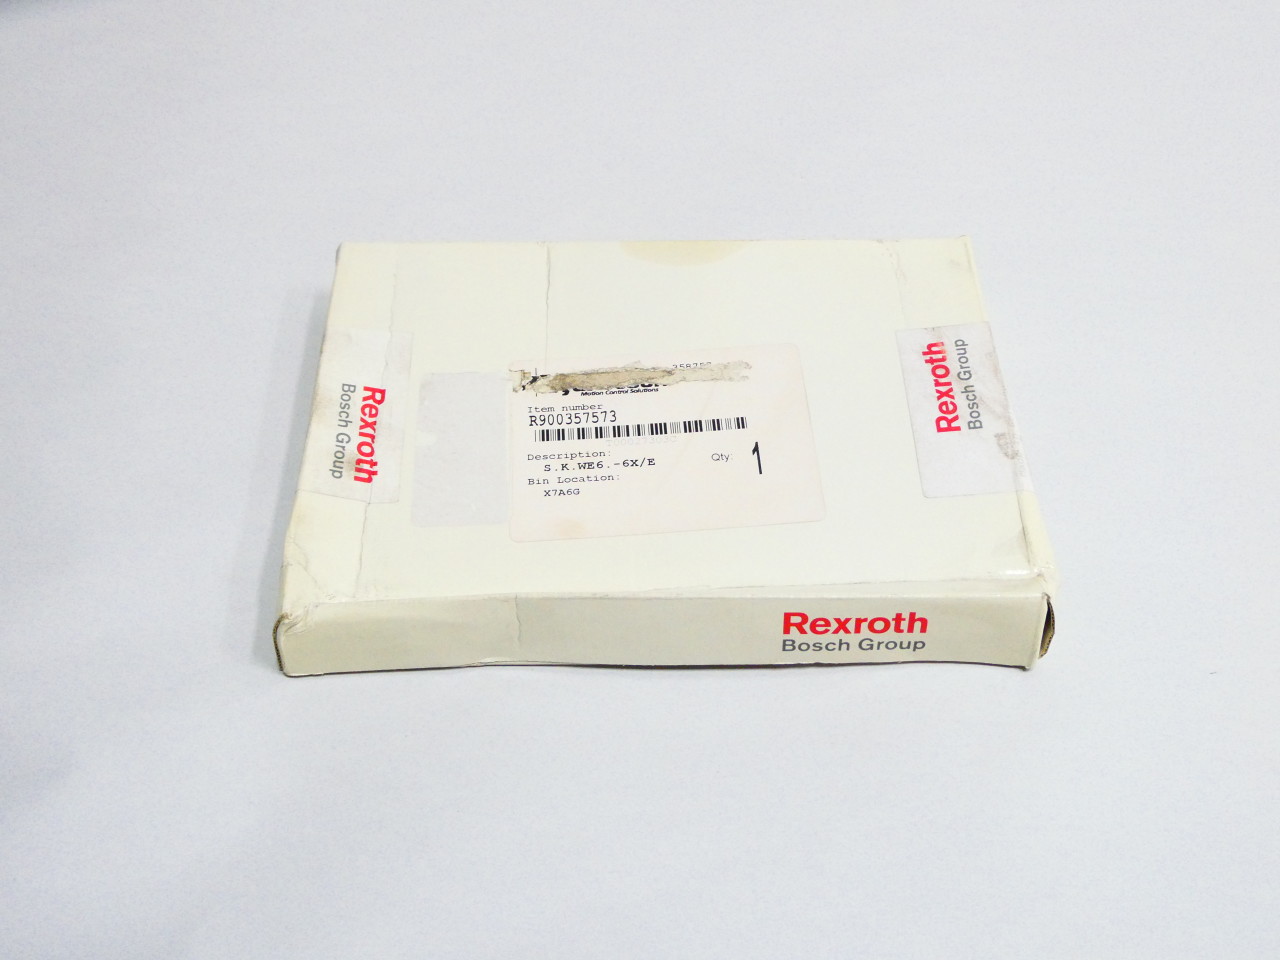 Rexroth
Bosch Group
Motion Control Solutions
Item number
R900357573
Description:
S.K.WE6.-6X/E
Qty:
1
Bin Location:
X7A6G
Rexroth
Bosch Group
Rexroth
Bosch Group